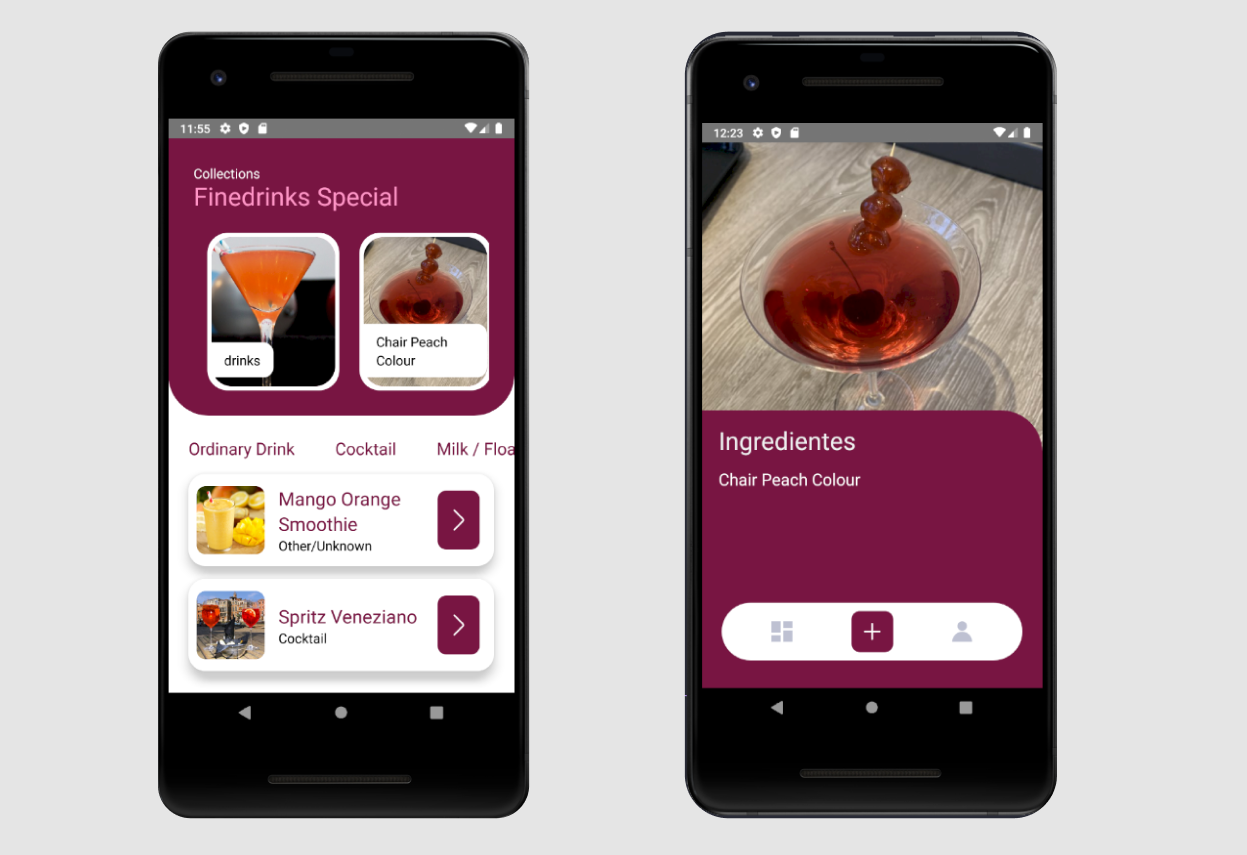 11:55
Collections
Finedrinks Special
drinks
Chair Peach
Colour
Ordinary Drink
Cocktail
Milk / Floa
Mango Orange
Smoothie
Other/Unknown
Spritz Veneziano
Cocktail
12:23
Ingredientes
Chair Peach Colour